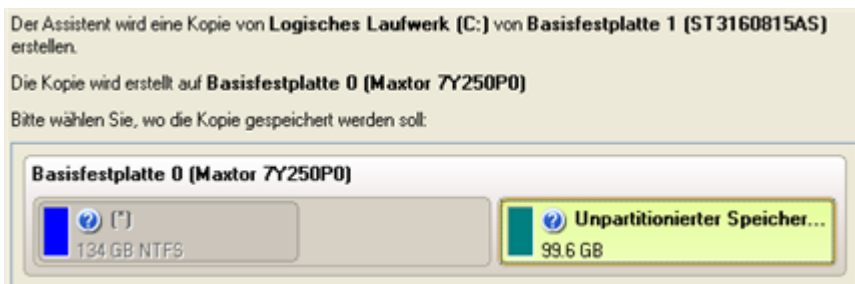 Der Assistent wird eine Kopie von Logisches Laufwerk (C:) von Basisfestplatte 1 (ST3160815AS)
erstellen.
Die Kopie wird erstellt auf Basisfestplatte 0 (Maxtor 7Y250P0)
Bitte wählen Sie, wo die Kopie gespeichert werden soll:
Basisfestplatte 0 (Maxtor 7Y250P0)
(*)
134 GB NTFS
Unpartitionierter Speicher...
99.6 GB